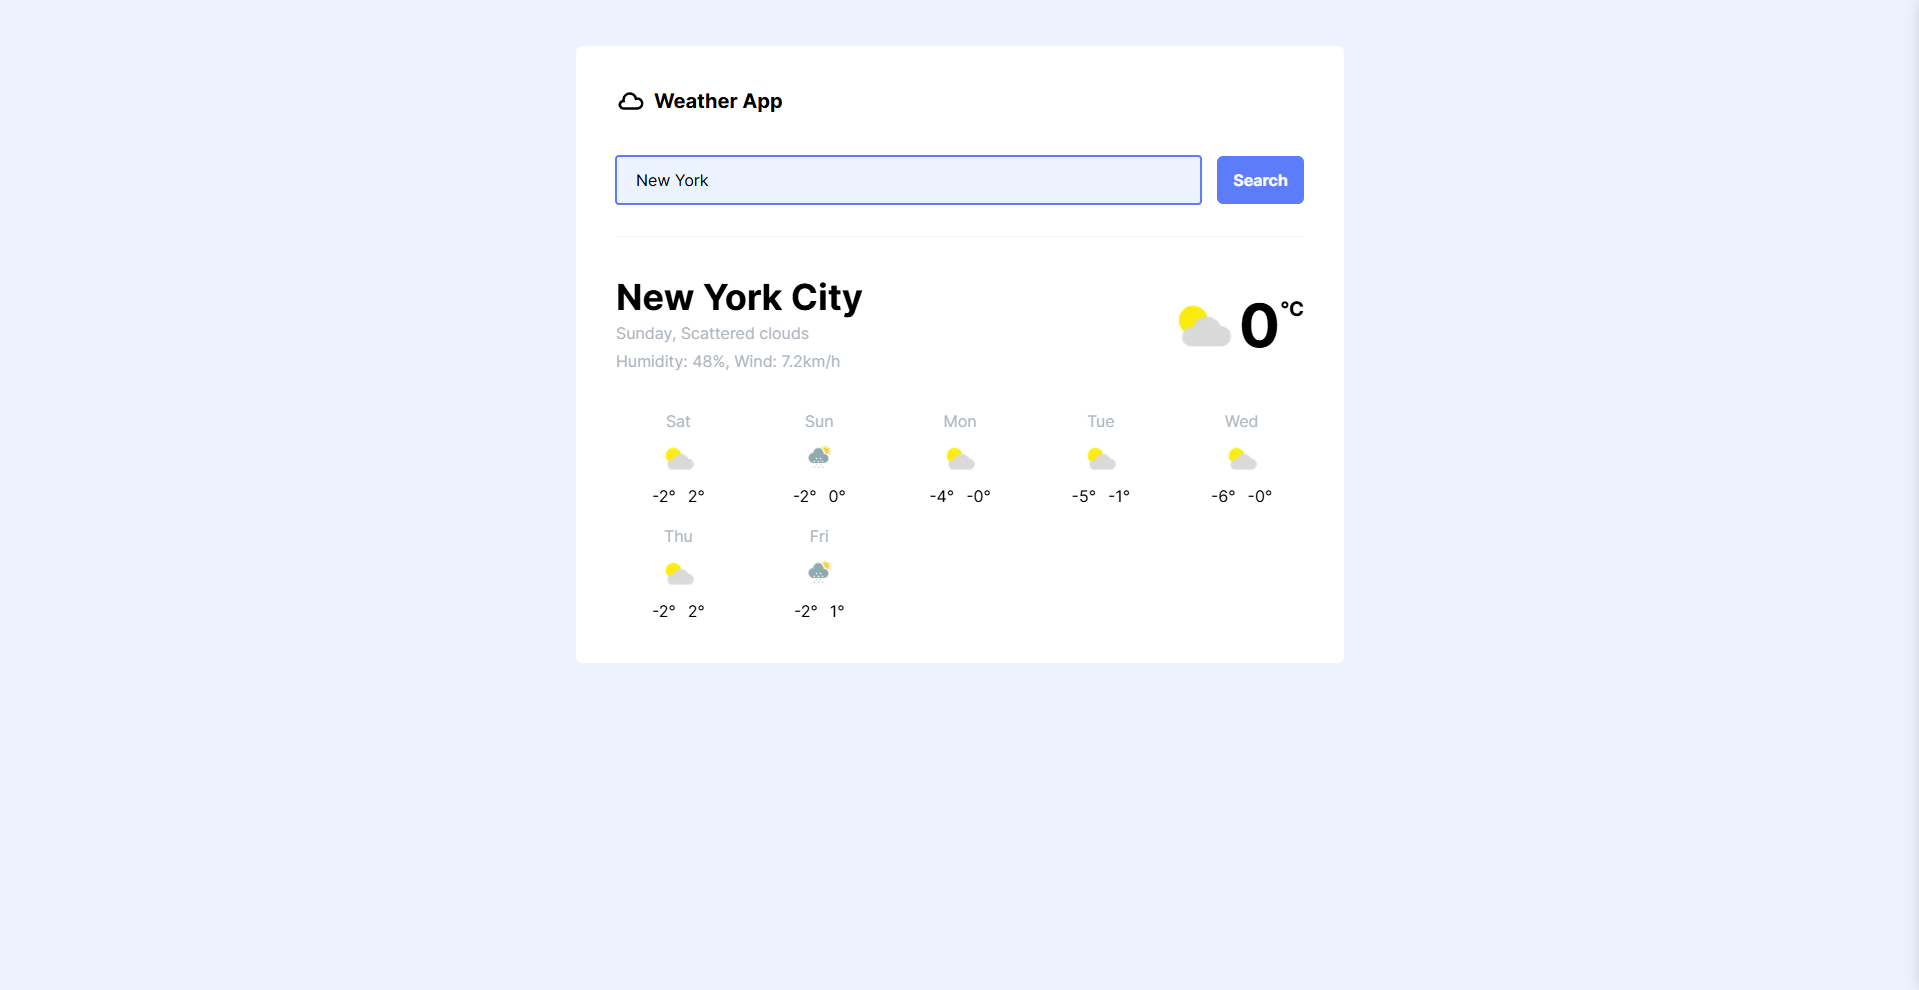 Weather App
New York
Search
New York City
Sunday, Scattered clouds
Humidity: 48%, Wind: 7.2km/h
0°C
Sat Sun Mon Tue Wed
-2° 2° -2° 0° -4° -0° -5° -1° -6° -0°
Thu Fri
-2° 2° -2° 1°